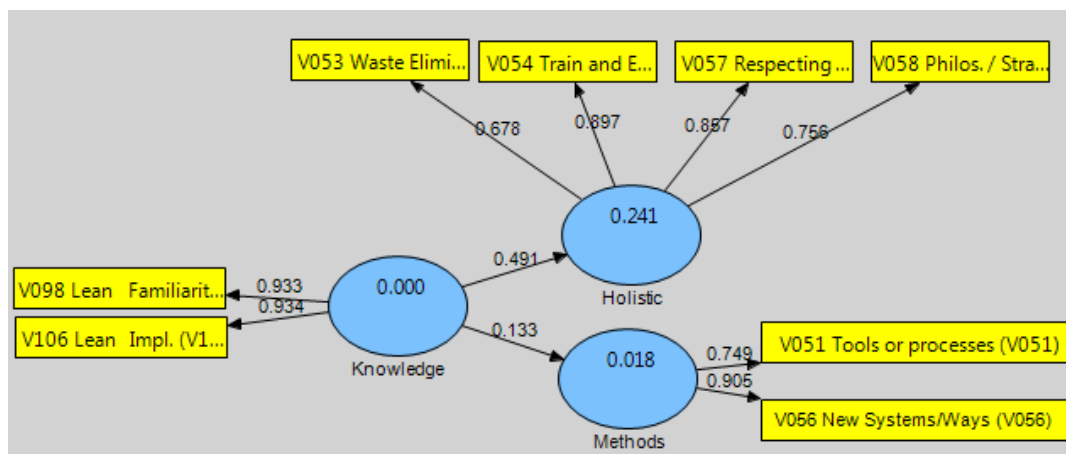 V053 Waste Elimi...
V054 Train and E...
V057 Respecting ...
V058 Philos. / Stra...
0.678
0.897
0.857
0.756
0.241
Holistic
0.491
V098 Lean Familiarit...
0.933
0.934
V106 Lean Impl. (V1...
0.000
Knowledge
0.133
0.018
Methods
0.749
V051 Tools or processes (V051)
0.905
V056 New Systems/Ways (V056)